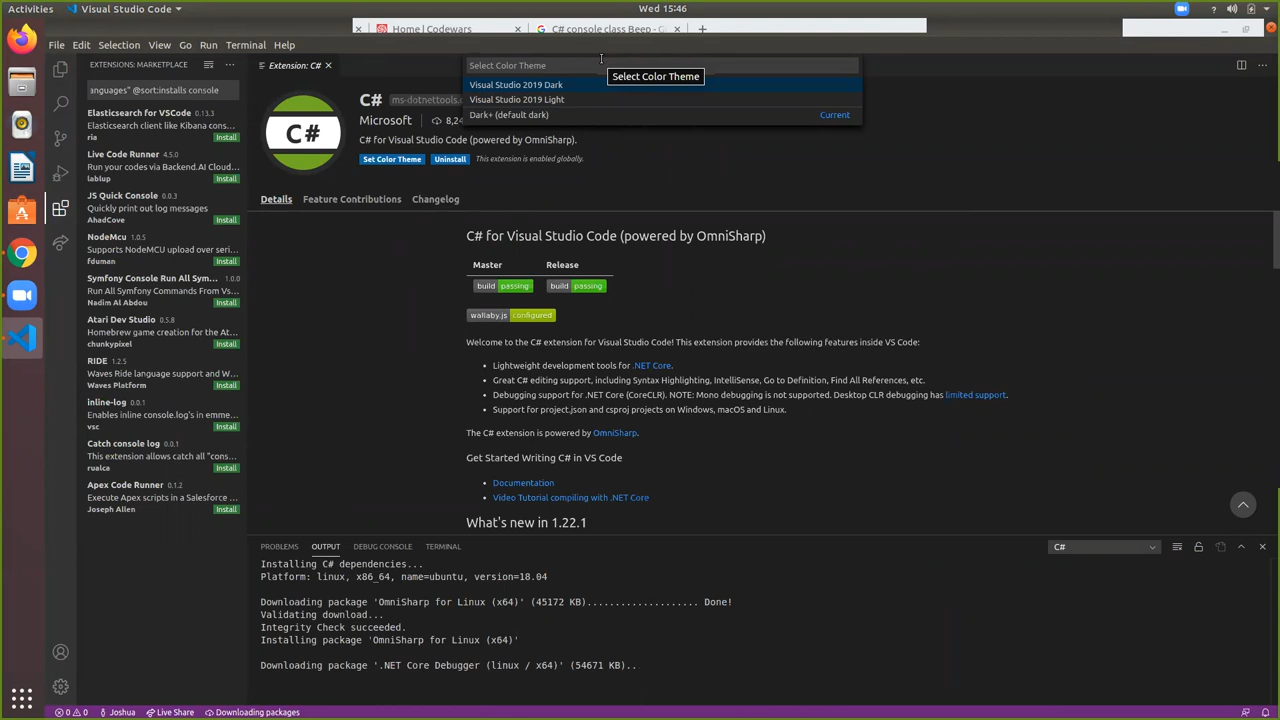 Activities
Visual Studio Code
Wed 15:46
Home | Codewars
C# console class Beep - G
File Edit Selection View Go Run Terminal Help
EXTENSIONS: MARKETPLACE
Extension: C#
Select Color Theme
Select Color Theme
Visual Studio 2019 Dark
Visual Studio 2019 Light
Dark+ (default dark) Current
anguages" @sort:installs console
Elasticsearch for VSCode 0.13.3
Elasticsearch client like Kibana cons...
ria Install
Live Code Runner 4.5.0
Run your codes via Backend.AI Cloud...
lablup Install
JS Quick Console 0.0.3
Quickly print out log messages
AhadCove Install
NodeMcu 1.0.5
Supports NodeMCU upload over seri...
fduman Install
Symfony Console Run All Sym... 1.0.0
Run All Symfony Commands From Vs...
Nadim Al Abdou Install
Atari Dev Studio 0.5.8
Homebrew game creation for the At...
chunkypixel Install
RIDE 1.2.5
Waves Ride language support and W...
Waves Platform Install
inline-log 0.0.1
Enables inline console.log's in emme...
vsc Install
Catch console log 0.0.1
This extension allows catch all "cons...
rualca Install
Apex Code Runner 0.1.2
Execute Apex scripts in a Salesforce ...
Joseph Allen Install
C#
C# ms-dotnettools.c
Microsoft 8,24
C# for Visual Studio Code (powered by OmniSharp).
Set Color Theme Uninstall This extension is enabled globally.
Details Feature Contributions Changelog
C# for Visual Studio Code (powered by OmniSharp)
Master Release
build passing build passing
wallaby.js configured
Welcome to the C# extension for Visual Studio Code! This extension provides the following features inside VS Code:
• Lightweight development tools for .NET Core.
• Great C# editing support, including Syntax Highlighting, IntelliSense, Go to Definition, Find All References, etc.
• Debugging support for .NET Core (CoreCLR). NOTE: Mono debugging is not supported. Desktop CLR debugging has limited support.
• Support for project.json and csproj projects on Windows, macOS and Linux.
The C# extension is powered by OmniSharp.
Get Started Writing C# in VS Code
• Documentation
• Video Tutorial compiling with .NET Core
What's new in 1.22.1
PROBLEMS OUTPUT DEBUG CONSOLE TERMINAL
C#
Installing C# dependencies...
Platform: linux, x86_64, name=ubuntu, version=18.04
Downloading package 'OmniSharp for Linux (x64)' (45172 KB).................... Done!
Validating download...
Integrity Check succeeded.
Installing package 'OmniSharp for Linux (x64)'
Downloading package '.NET Core Debugger (linux / x64)' (54671 KB)..
0 0 Joshua Live Share Downloading packages